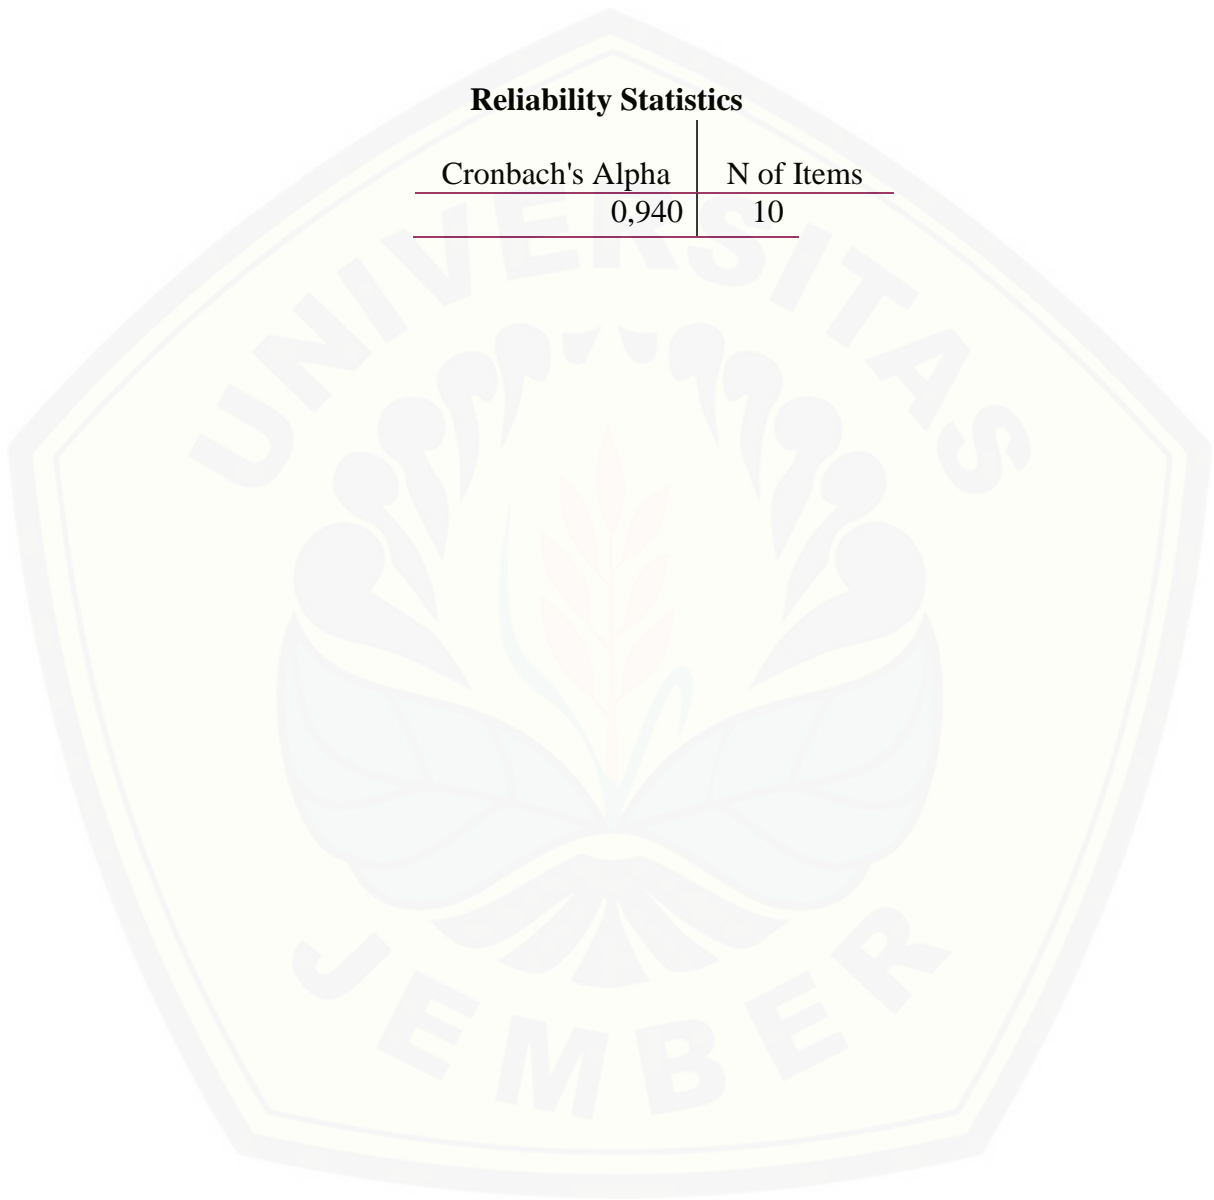 Reliability Statistics
Cronbach's Alpha N of Items
0,940 10
UNIVERSITAS
JEMBER